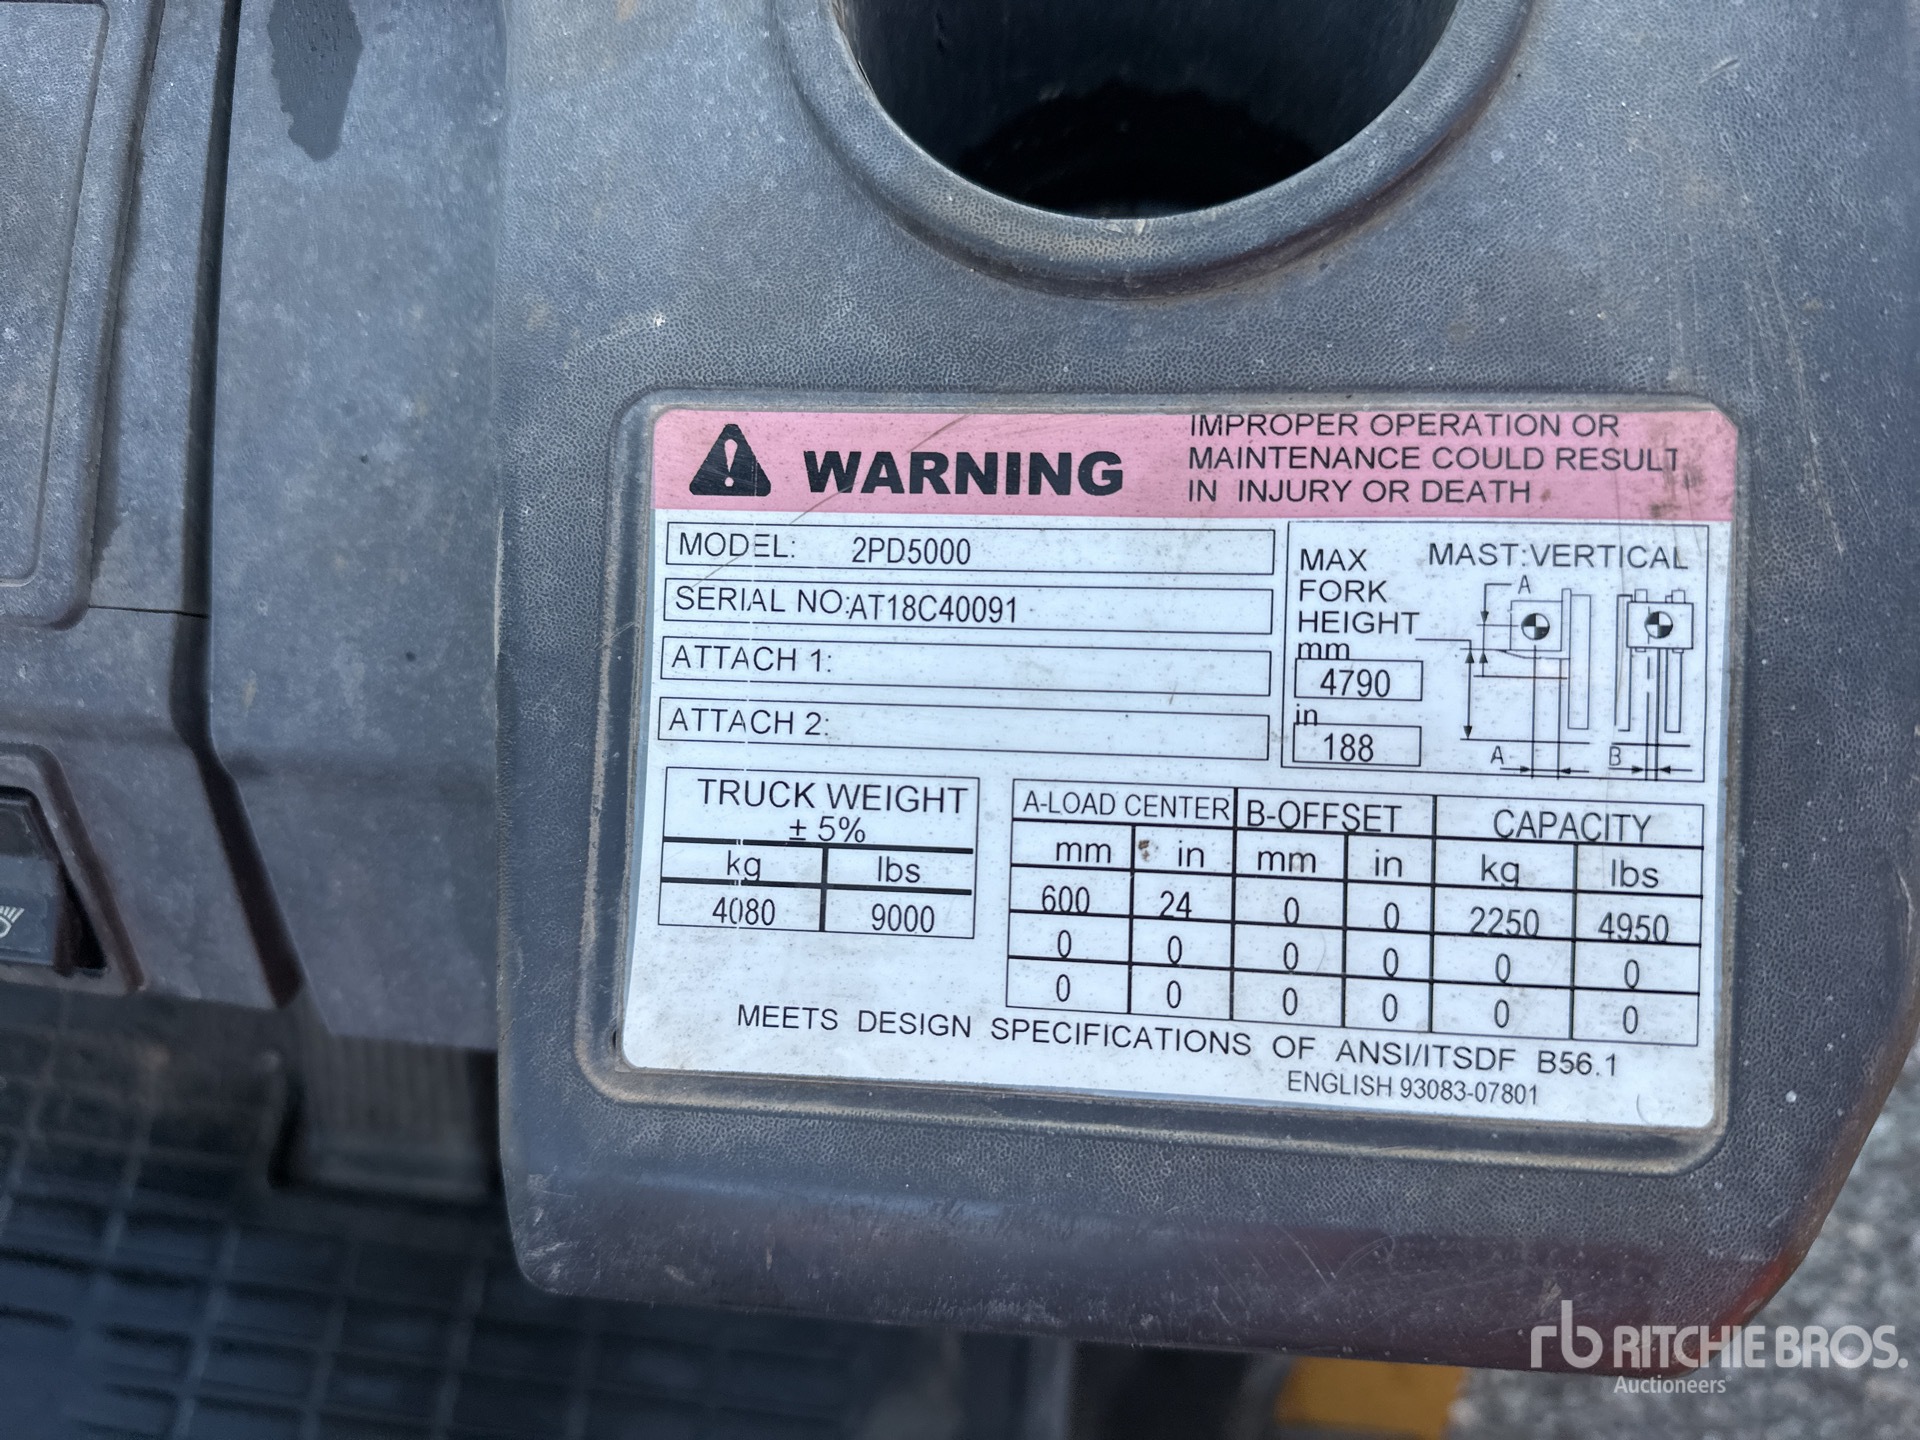 WARNING
IMPROPER OPERATION OR
MAINTENANCE COULD RESULT
IN INJURY OR DEATH
MODEL: 2PD5000
SERIAL NO: AT18C40091
ATTACH 1:
ATTACH 2:
MAX
FORK
HEIGHT
mm
4790
in
188
MAST:VERTICAL
A
A B
TRUCK WEIGHT
± 5%
kg lbs
4080 9000
A-LOAD CENTER B-OFFSET CAPACITY
mm in mm in kg lbs
600 24 0 0 2250 4950
0 0 0 0 0 0
0 0 0 0 0 0
MEETS DESIGN SPECIFICATIONS OF ANSI/ITSDF B56.1
ENGLISH 93083-07801
rb RITCHIE BROS.
Auctioneers